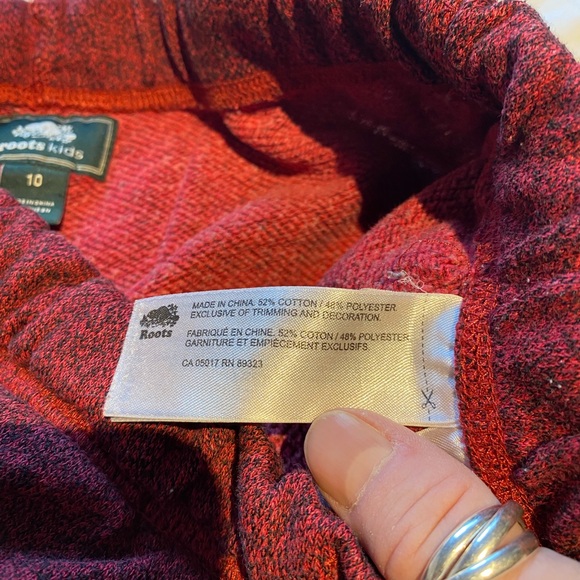 roots kids
10
Roots
MADE IN CHINA. 52% COTTON / 48% POLYESTER
EXCLUSIVE OF TRIMMING AND DECORATION.
FABRIQUÉ EN CHINE. 52% COTON / 48% POLYESTER
GARNITURE ET EMPIÈCEMENT EXCLUSIFS.
CA 05017 RN 89323